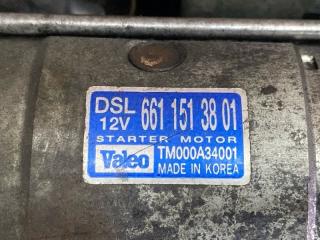 DSL 661 151 38 01
12V
STARTER MOTOR
Valeo TM000A34001
MADE IN KOREA